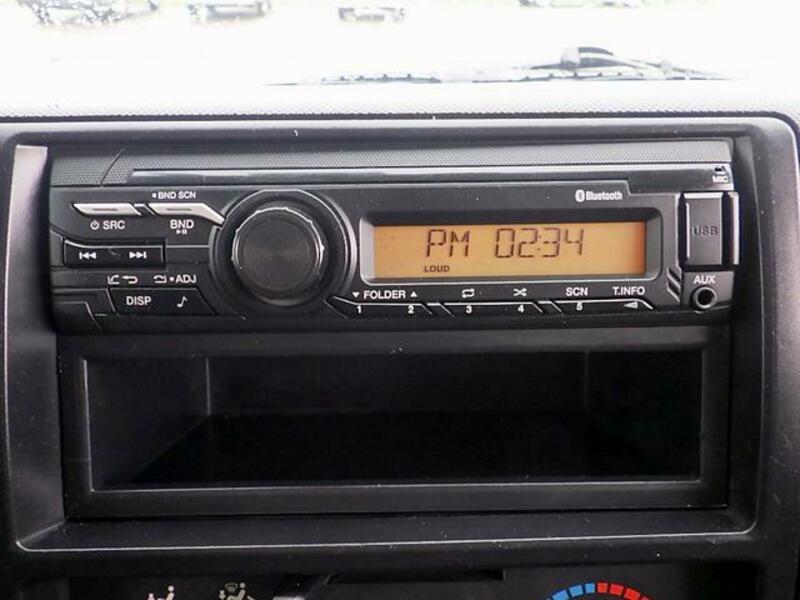 MIC
BND SCN
Bluetooth
SRC
BND
PM 02:34
LOUD
USB
ADJ
DISP
AUX
FOLDER
SCN
T.INFO
1 2 3 4 5